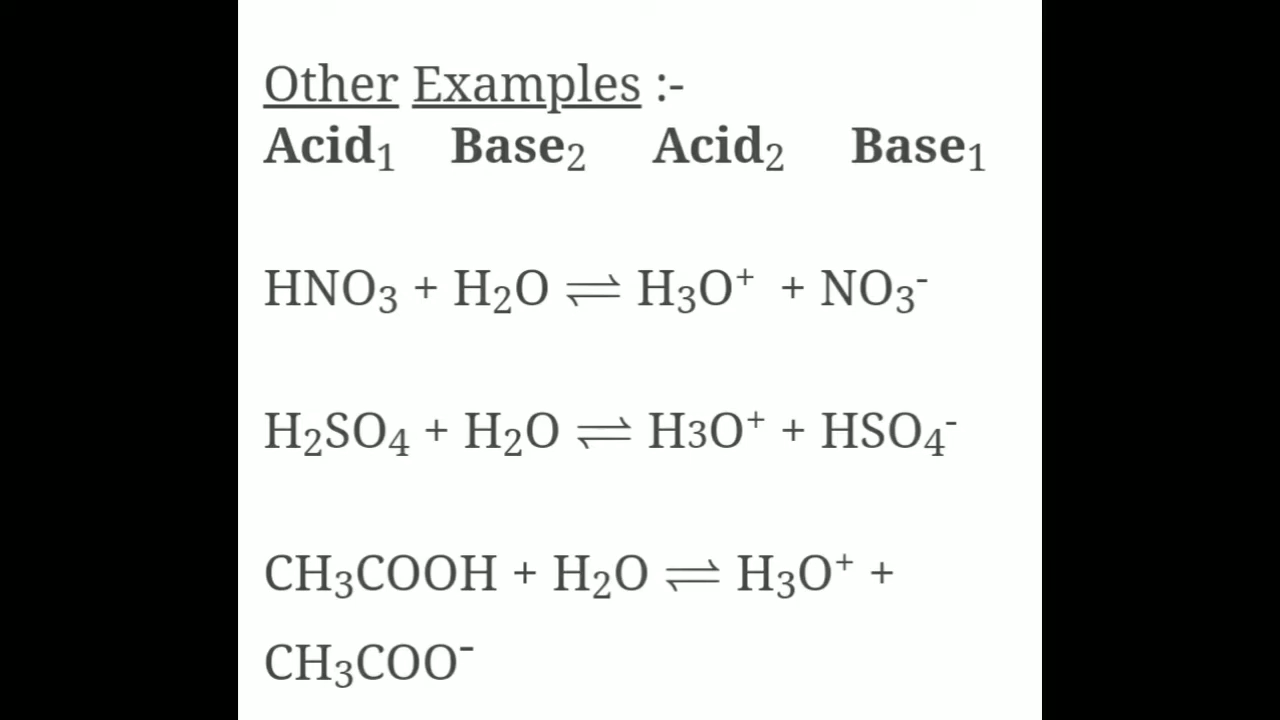 Other Examples :-
Acid₁ Base₂ Acid₂ Base₁
HNO₃ + H₂O ⇌ H₃O⁺ + NO₃⁻
H₂SO₄ + H₂O ⇌ H3O⁺ + HSO₄⁻
CH₃COOH + H₂O ⇌ H₃O⁺ +
CH₃COO⁻